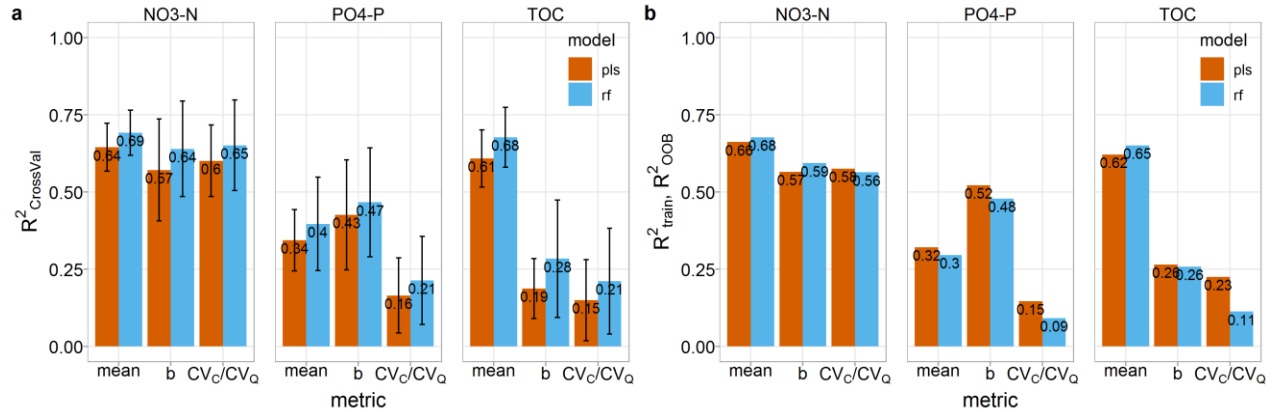 a
NO3-N PO4-P TOC
R²CrossVal
1.00
0.75
0.50
0.25
0.00
0.64 0.69 0.57 0.64 0.6 0.65
0.34 0.4 0.43 0.47 0.16 0.21
0.61 0.68 0.19 0.28 0.15 0.21
model
pls
rf
mean b CVC/CVQ mean b CVC/CVQ mean b CVC/CVQ
metric
b
NO3-N PO4-P TOC
R²train, R²OOB
1.00
0.75
0.50
0.25
0.00
0.66 0.68 0.57 0.59 0.58 0.56
0.32 0.3 0.52 0.48 0.15 0.09
0.62 0.65 0.26 0.26 0.23 0.11
model
pls
rf
mean b CVC/CVQ mean b CVC/CVQ mean b CVC/CVQ
metric